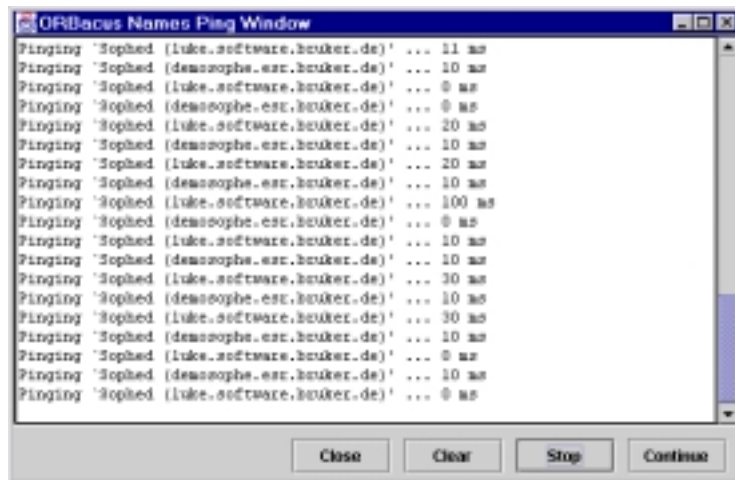 ORBacus Names Ping Window
Pinging 'Sophed (luke.software.bruker.de)' ... 11 ms
Pinging 'Sophed (demosophe.esr.bruker.de)' ... 10 ms
Pinging 'Sophed (luke.software.bruker.de)' ... 0 ms
Pinging 'Sophed (demosophe.esr.bruker.de)' ... 0 ms
Pinging 'Sophed (luke.software.bruker.de)' ... 20 ms
Pinging 'Sophed (demosophe.esr.bruker.de)' ... 10 ms
Pinging 'Sophed (luke.software.bruker.de)' ... 20 ms
Pinging 'Sophed (demosophe.esr.bruker.de)' ... 10 ms
Pinging 'Sophed (luke.software.bruker.de)' ... 100 ms
Pinging 'Sophed (demosophe.esr.bruker.de)' ... 0 ms
Pinging 'Sophed (luke.software.bruker.de)' ... 10 ms
Pinging 'Sophed (demosophe.esr.bruker.de)' ... 10 ms
Pinging 'Sophed (luke.software.bruker.de)' ... 30 ms
Pinging 'Sophed (demosophe.esr.bruker.de)' ... 10 ms
Pinging 'Sophed (luke.software.bruker.de)' ... 30 ms
Pinging 'Sophed (demosophe.esr.bruker.de)' ... 10 ms
Pinging 'Sophed (luke.software.bruker.de)' ... 0 ms
Pinging 'Sophed (demosophe.esr.bruker.de)' ... 10 ms
Pinging 'Sophed (luke.software.bruker.de)' ... 0 ms
Close Clear Stop Continue